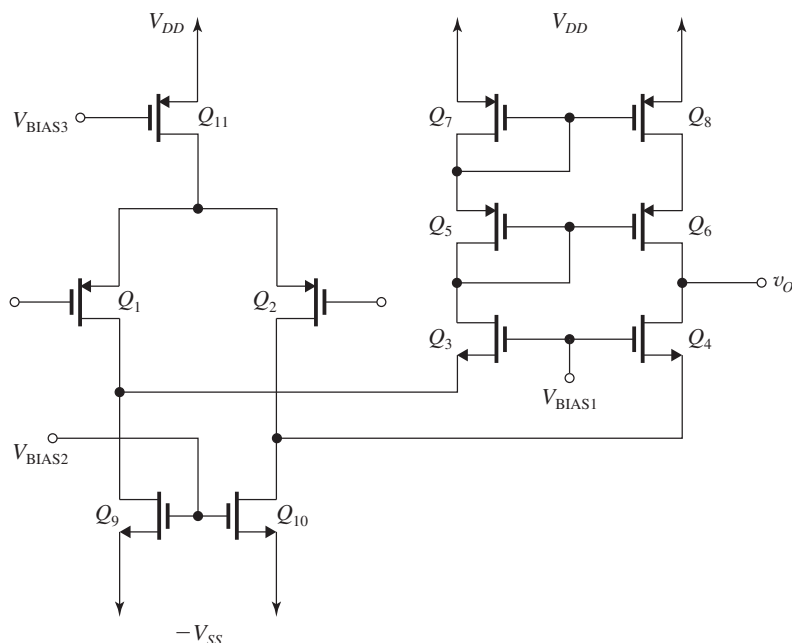 V_DD
V_DD
V_BIAS3
Q_11
Q_7
Q_8
Q_5
Q_6
Q_1
Q_2
v_O
Q_3
Q_4
V_BIAS1
V_BIAS2
Q_9
Q_10
−V_SS